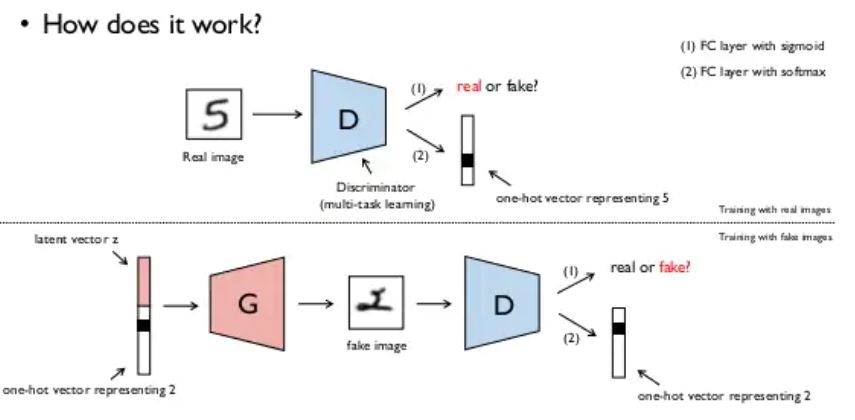 • How does it work?
(1) FC layer with sigmoid
(2) FC layer with softmax
5
Real image
D
(1)
real or fake?
(2)
Discriminator
(multi-task learning)
one-hot vector representing 5
Training with real images
Training with fake images
latent vector z
one-hot vector representing 2
G
fake image
D
(1)
real or fake?
(2)
one-hot vector representing 2